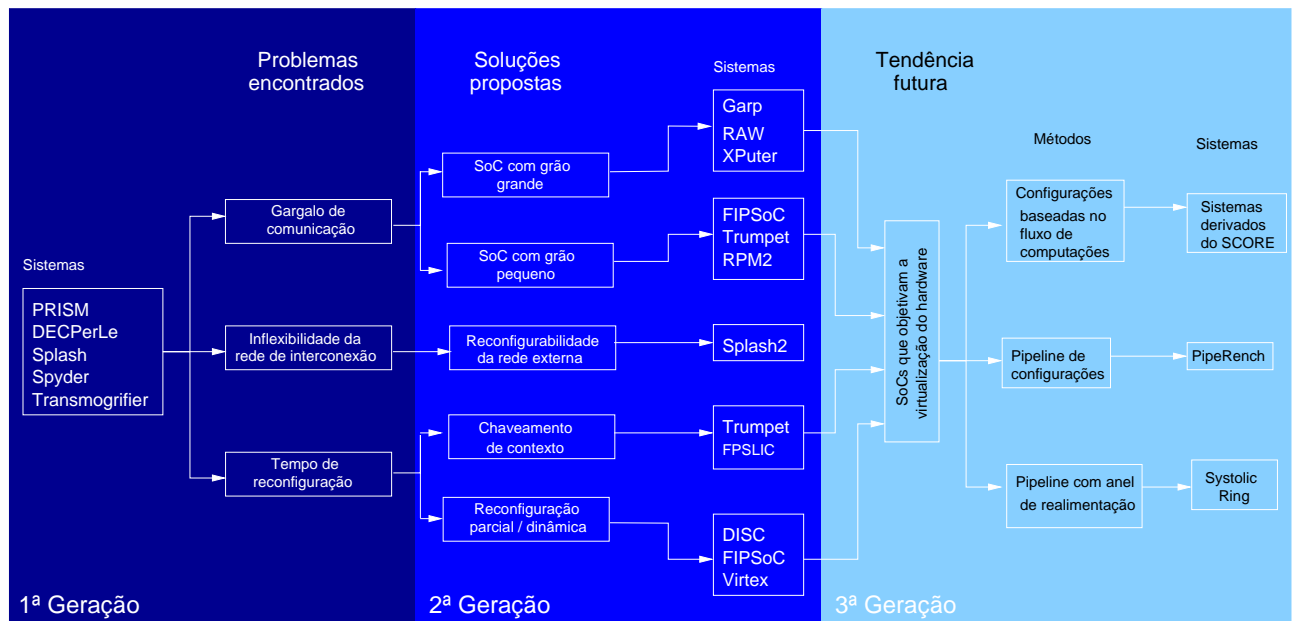 Problemas
encontrados
Soluções
propostas
Sistemas
Tendência
futura
Garp
RAW
XPuter
Métodos
Sistemas
SoC com grão
grande
Configurações
baseadas no
fluxo de
computações
Sistemas
derivados
do SCORE
Gargalo de
comunicação
FIPSoC
Trumpet
RPM2
SoC com grão
pequeno
Sistemas
PRISM
DECPerLe
Splash
Spyder
Transmogrifier
Inflexibilidade da
rede de interconexão
Reconfigurabilidade
da rede externa
Splash2
SoCs que objetivam a
virtualização do hardware
Pipeline de
configurações
PipeRench
Chaveamento
de contexto
Trumpet
FPSLIC
Tempo de
reconfiguração
Pipeline com anel
de realimentação
Systolic
Ring
Reconfiguração
parcial / dinâmica
DISC
FIPSoC
Virtex
1ª Geração
2ª Geração
3ª Geração